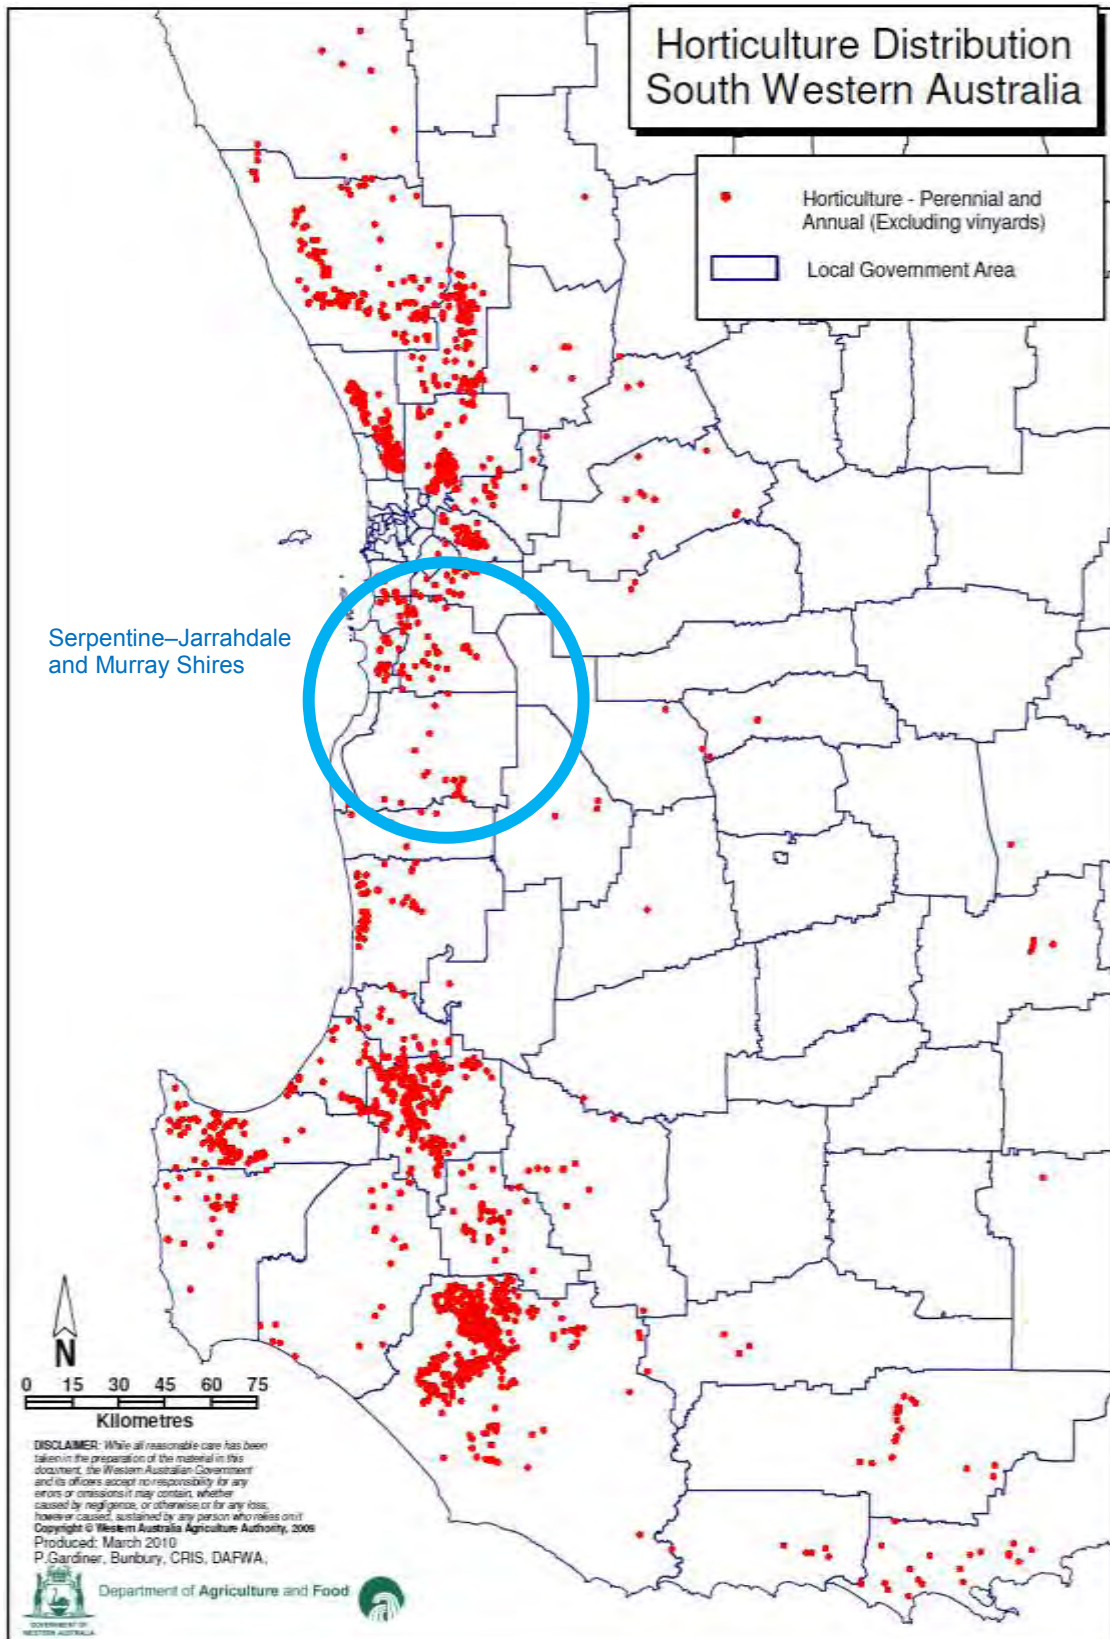 Horticulture Distribution
South Western Australia
Horticulture - Perennial and
Annual (Excluding vinyards)
Local Government Area
Serpentine–Jarrahdale
and Murray Shires
N
0 15 30 45 60 75
Kilometres
DISCLAIMER: While all reasonable care has been
taken in the preparation of the material in this
document, the Western Australian Government
and its officers accept no responsibility for any
errors or omissions it may contain, whether
caused by negligence, or otherwise or for any loss,
however caused, sustained by any person who relies on it
Copyright © Western Australia Agriculture Authority, 2009
Produced: March 2010
P.Gardiner, Bunbury, CRIS, DAFWA,
Department of Agriculture and Food
GOVERNMENT OF
WESTERN AUSTRALIA